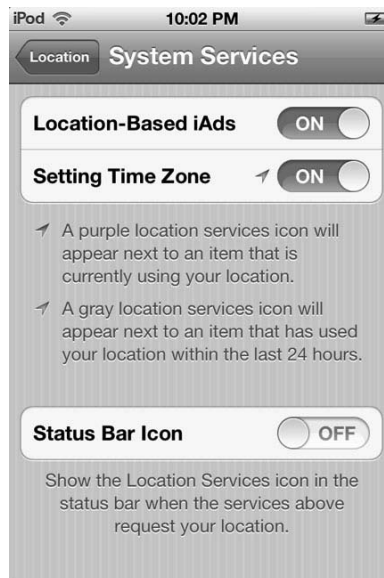 iPod 10:02 PM
Location System Services
Location-Based iAds ON
Setting Time Zone ON
A purple location services icon will
appear next to an item that is
currently using your location.
A gray location services icon will
appear next to an item that has used
your location within the last 24 hours.
Status Bar Icon OFF
Show the Location Services icon in the
status bar when the services above
request your location.